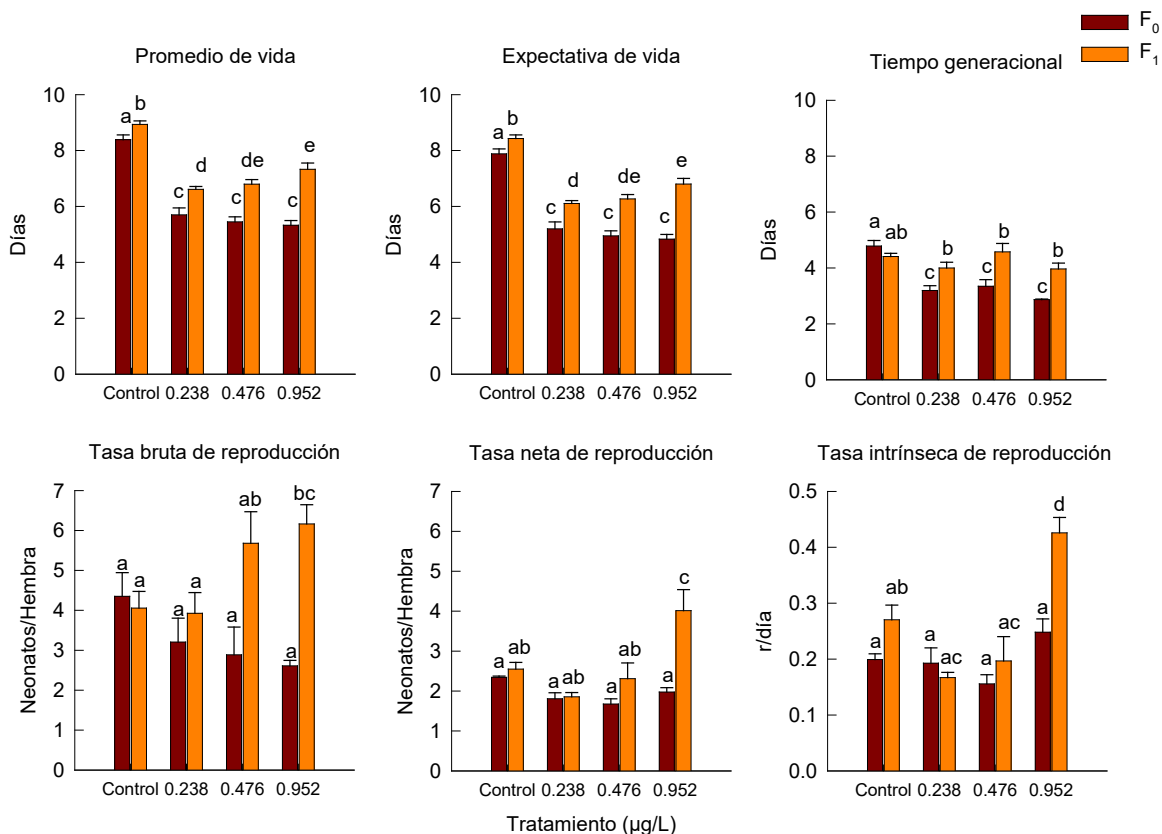 F0
F1
Promedio de vida
Expectativa de vida
Tiempo generacional
10
8
6
4
2
0
Días
a b
c d
c de
c e
Control 0.238 0.476 0.952
10
8
6
4
2
0
Días
a b
c d
c de
c e
Control 0.238 0.476 0.952
10
8
6
4
2
0
Días
a ab
c b
c b
c b
Control 0.238 0.476 0.952
Tasa bruta de reproducción
Tasa neta de reproducción
Tasa intrínseca de reproducción
7
6
5
4
3
2
1
0
Neonatos/Hembra
a a
a a
a ab
a bc
Control 0.238 0.476 0.952
7
6
5
4
3
2
1
0
Neonatos/Hembra
a ab
a ab
a ab
a c
Control 0.238 0.476 0.952
0.5
0.4
0.3
0.2
0.1
0.0
r/día
a ab
a ac
a ac
a d
Control 0.238 0.476 0.952
Tratamiento (µg/L)